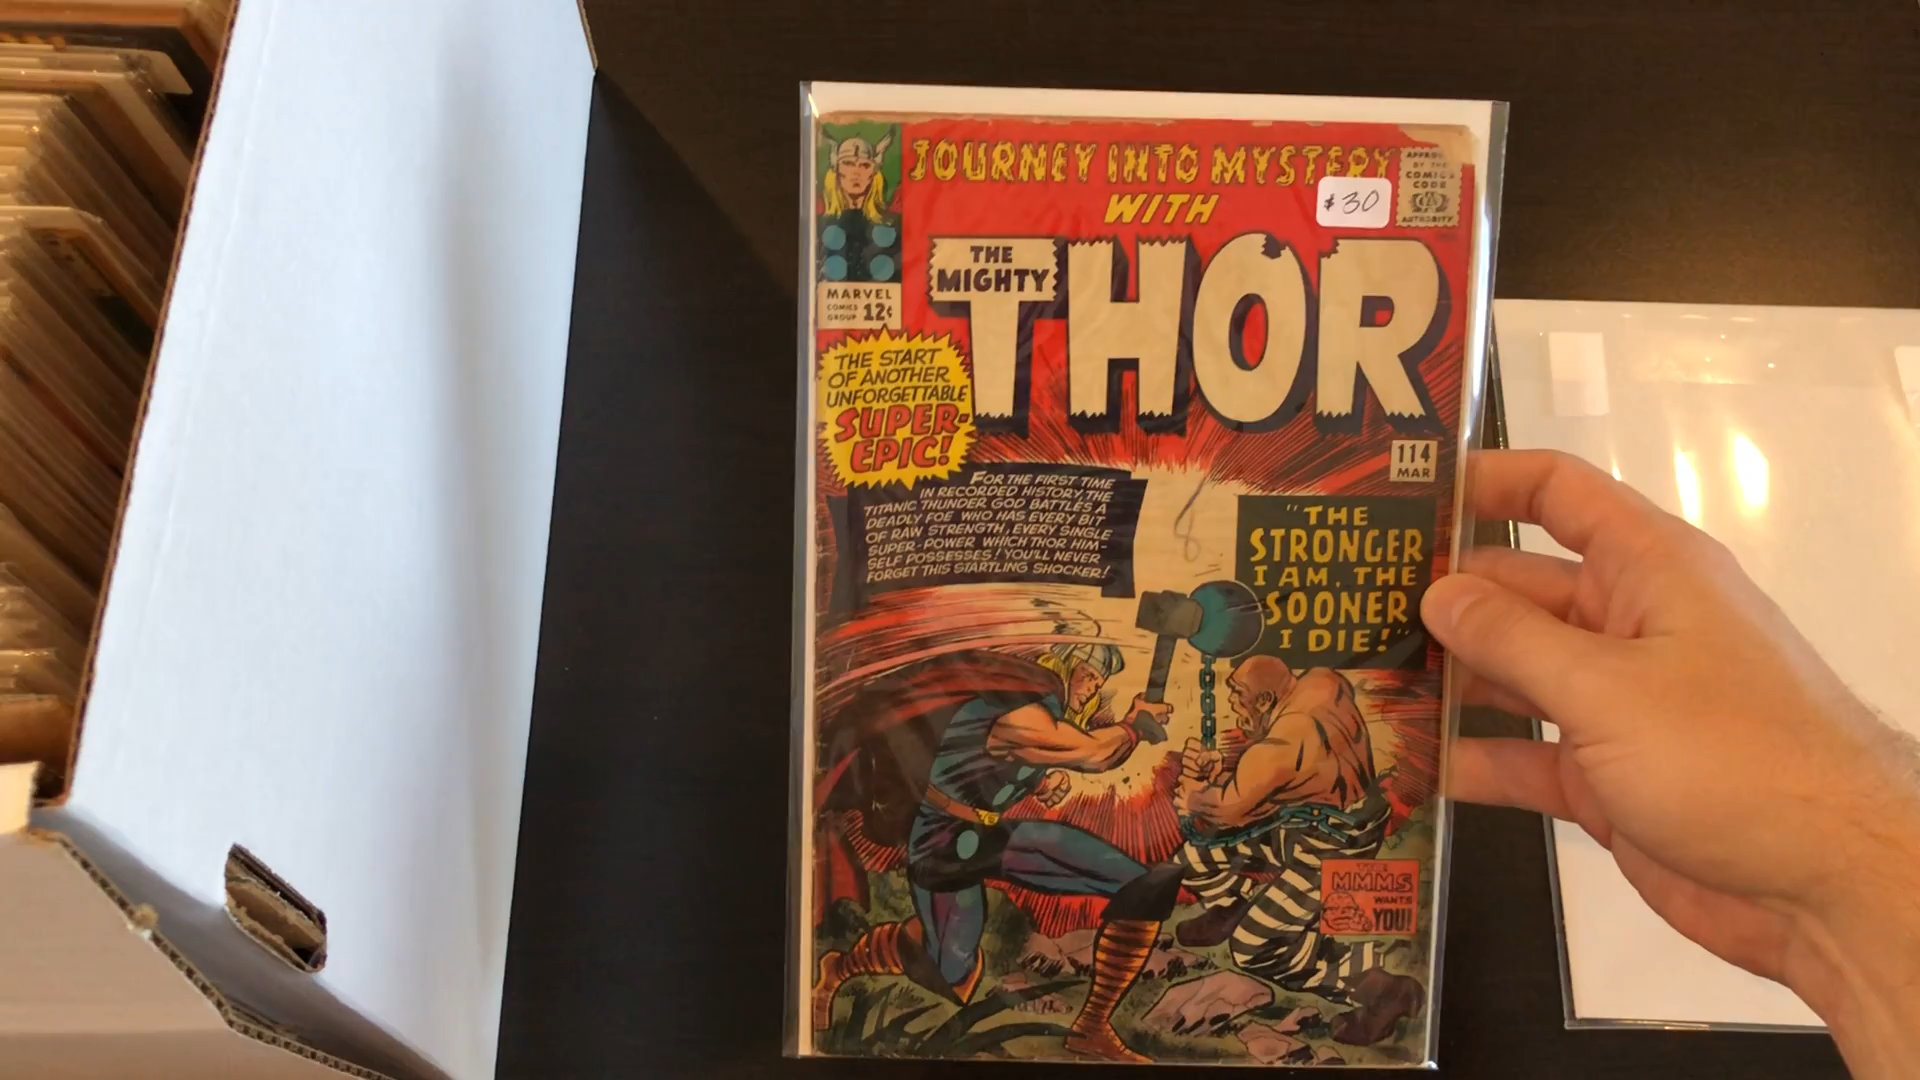 JOURNEY INTO MYSTERY
WITH
$30
APPRO
BY THE
COMICS
CODE
AUTHORITY
THE
MIGHTY
THOR
MARVEL
COMICS
GROUP 12¢
THE START
OF ANOTHER
UNFORGETTABLE
SUPER-
EPIC!
114
MAR
FOR THE FIRST TIME
IN RECORDED HISTORY, THE
TITANIC THUNDER GOD BATTLES A
DEADLY FOE WHO HAS EVERY BIT
OF RAW STRENGTH, EVERY SINGLE
SUPER-POWER WHICH THOR HIM-
SELF POSSESSES! YOU'LL NEVER
FORGET THIS STARTLING SHOCKER!
8
"THE
STRONGER
I AM, THE
SOONER
I DIE!"
THE
MMMS
WANTS
YOU!